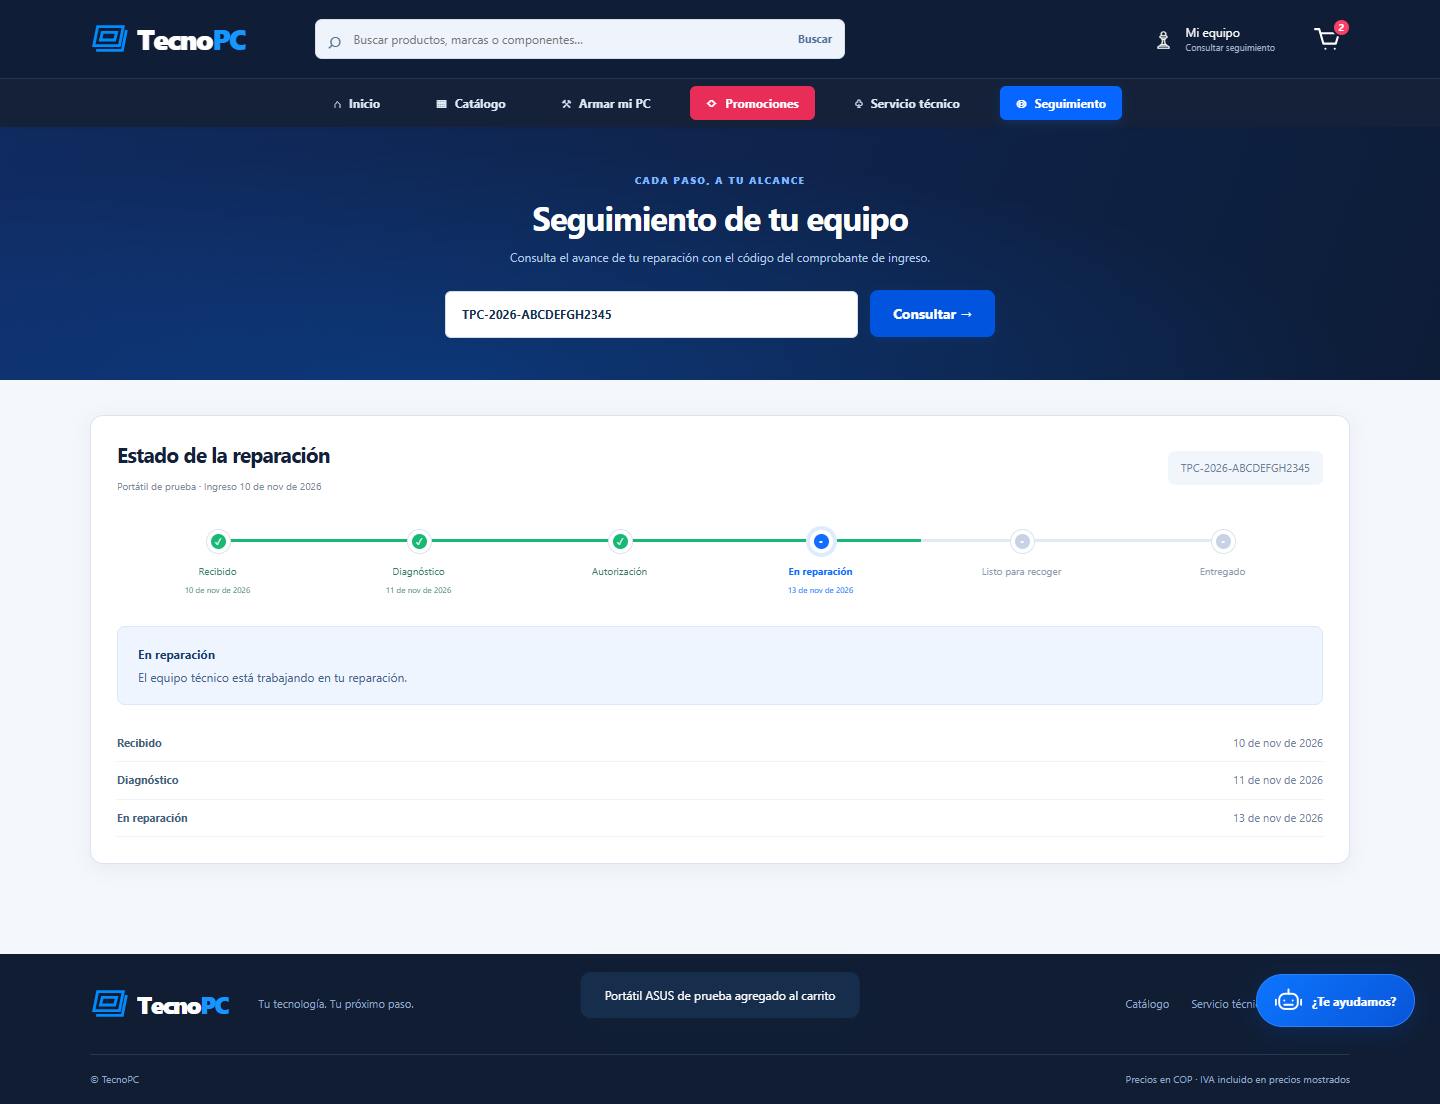 TecnoPC
Buscar productos, marcas o componentes...
Buscar
Mi equipo
Consultar seguimiento
2
Inicio
Catálogo
Armar mi PC
Promociones
Servicio técnico
Seguimiento
CADA PASO, A TU ALCANCE
Seguimiento de tu equipo
Consulta el avance de tu reparación con el código del comprobante de ingreso.
TPC-2026-ABCDEFGH2345
Consultar →
Estado de la reparación
Portátil de prueba · Ingreso 10 de nov de 2026
TPC-2026-ABCDEFGH2345
Recibido
10 de nov de 2026
Diagnóstico
11 de nov de 2026
Autorización
En reparación
13 de nov de 2026
Listo para recoger
Entregado
En reparación
El equipo técnico está trabajando en tu reparación.
Recibido 10 de nov de 2026
Diagnóstico 11 de nov de 2026
En reparación 13 de nov de 2026
TecnoPC
Tu tecnología. Tu próximo paso.
Portátil ASUS de prueba agregado al carrito
Catálogo
Servicio
¿Te ayudamos?
© TecnoPC
Precios en COP · IVA incluido en precios mostrados